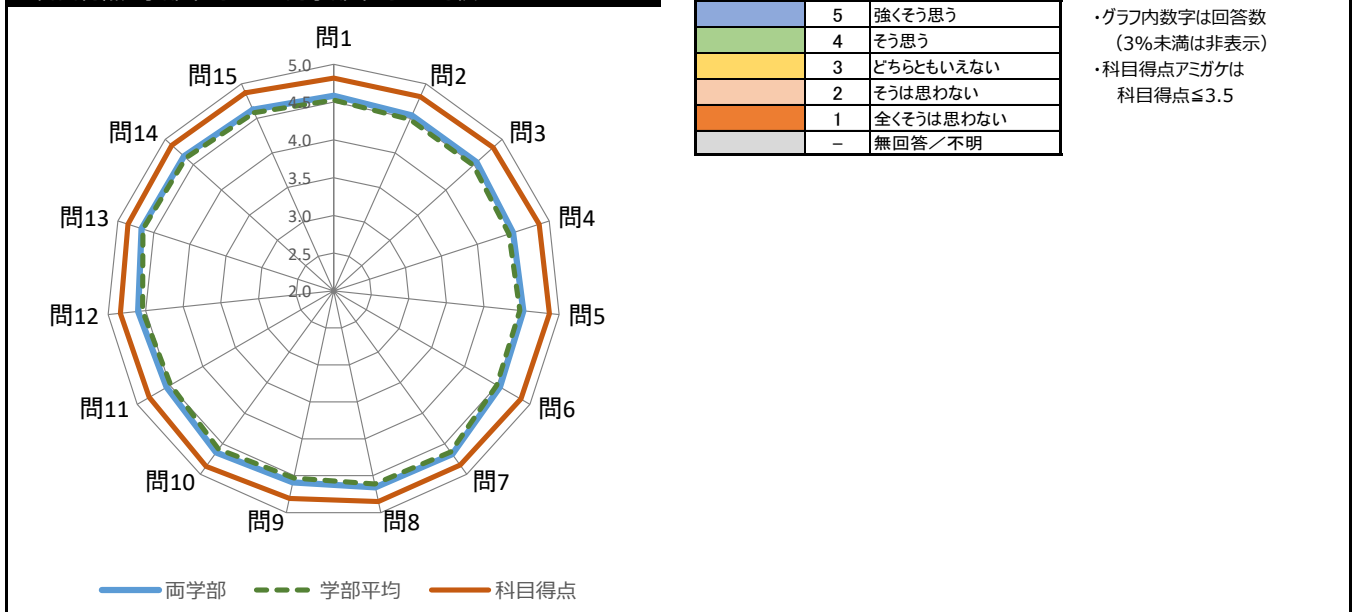 問1
問2
問3
問4
問5
問6
問7
問8
問9
問10
問11
問12
問13
問14
問15
5.0
4.5
4.0
3.5
3.0
2.5
2.0
両学部 学部平均 科目得点
5 強くそう思う
4 そう思う
3 どちらともいえない
2 そうは思わない
1 全くそうは思わない
− 無回答／不明
・グラフ内数字は回答数
（3%未満は非表示）
・科目得点アミガケは
科目得点≦3.5